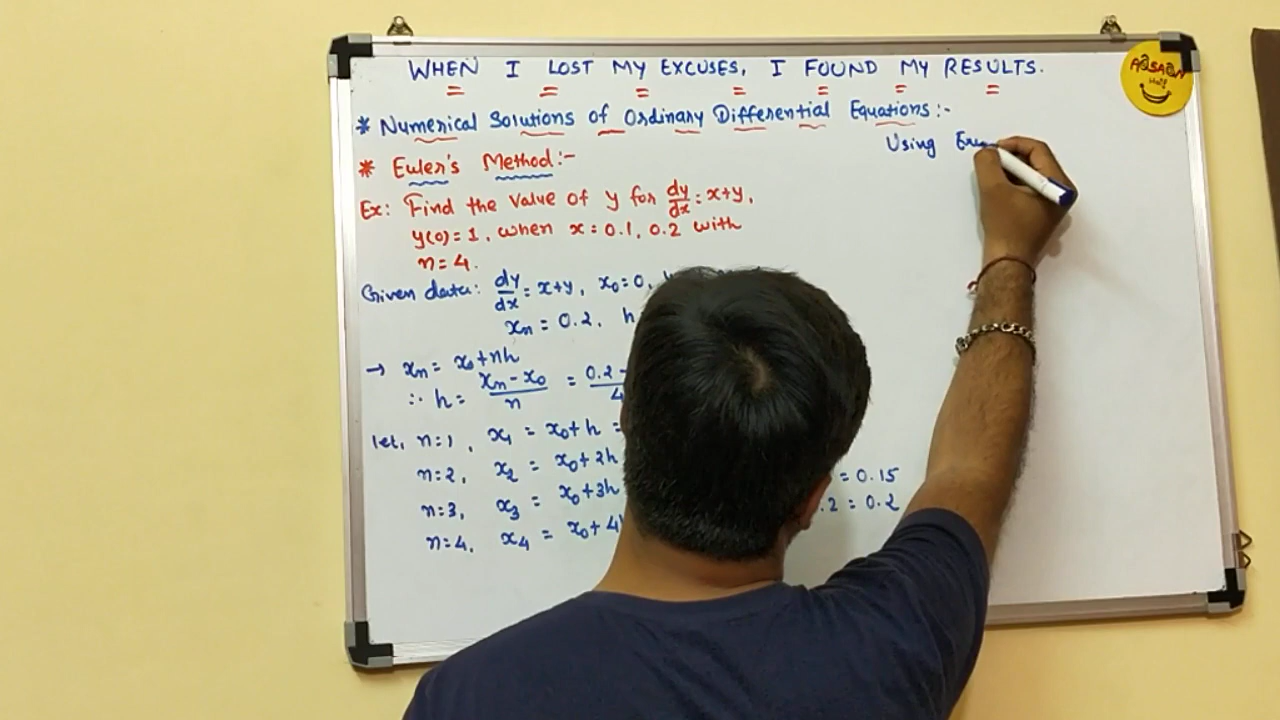 WHEN I LOST MY EXCUSES, I FOUND MY RESULTS.
* Numerical Solutions of Ordinary Differential Equations:-
* Euler's Method:-
Ex: Find the value of y for dy/dx = x+y,
y(0)=1, when x=0.1, 0.2 with
n=4.
Given data: dy/dx = x+y, x₀=0,
xₙ = 0.2, h
→ xₙ = x₀+nh
∴ h = (xₙ-x₀)/n = 0.2 -/4
let, n=1, x₁ = x₀+h =
n=2, x₂ = x₀+2h
n=3, x₃ = x₀+3h = 0.15
n=4, x₄ = x₀+4h .2 = 0.2
Using